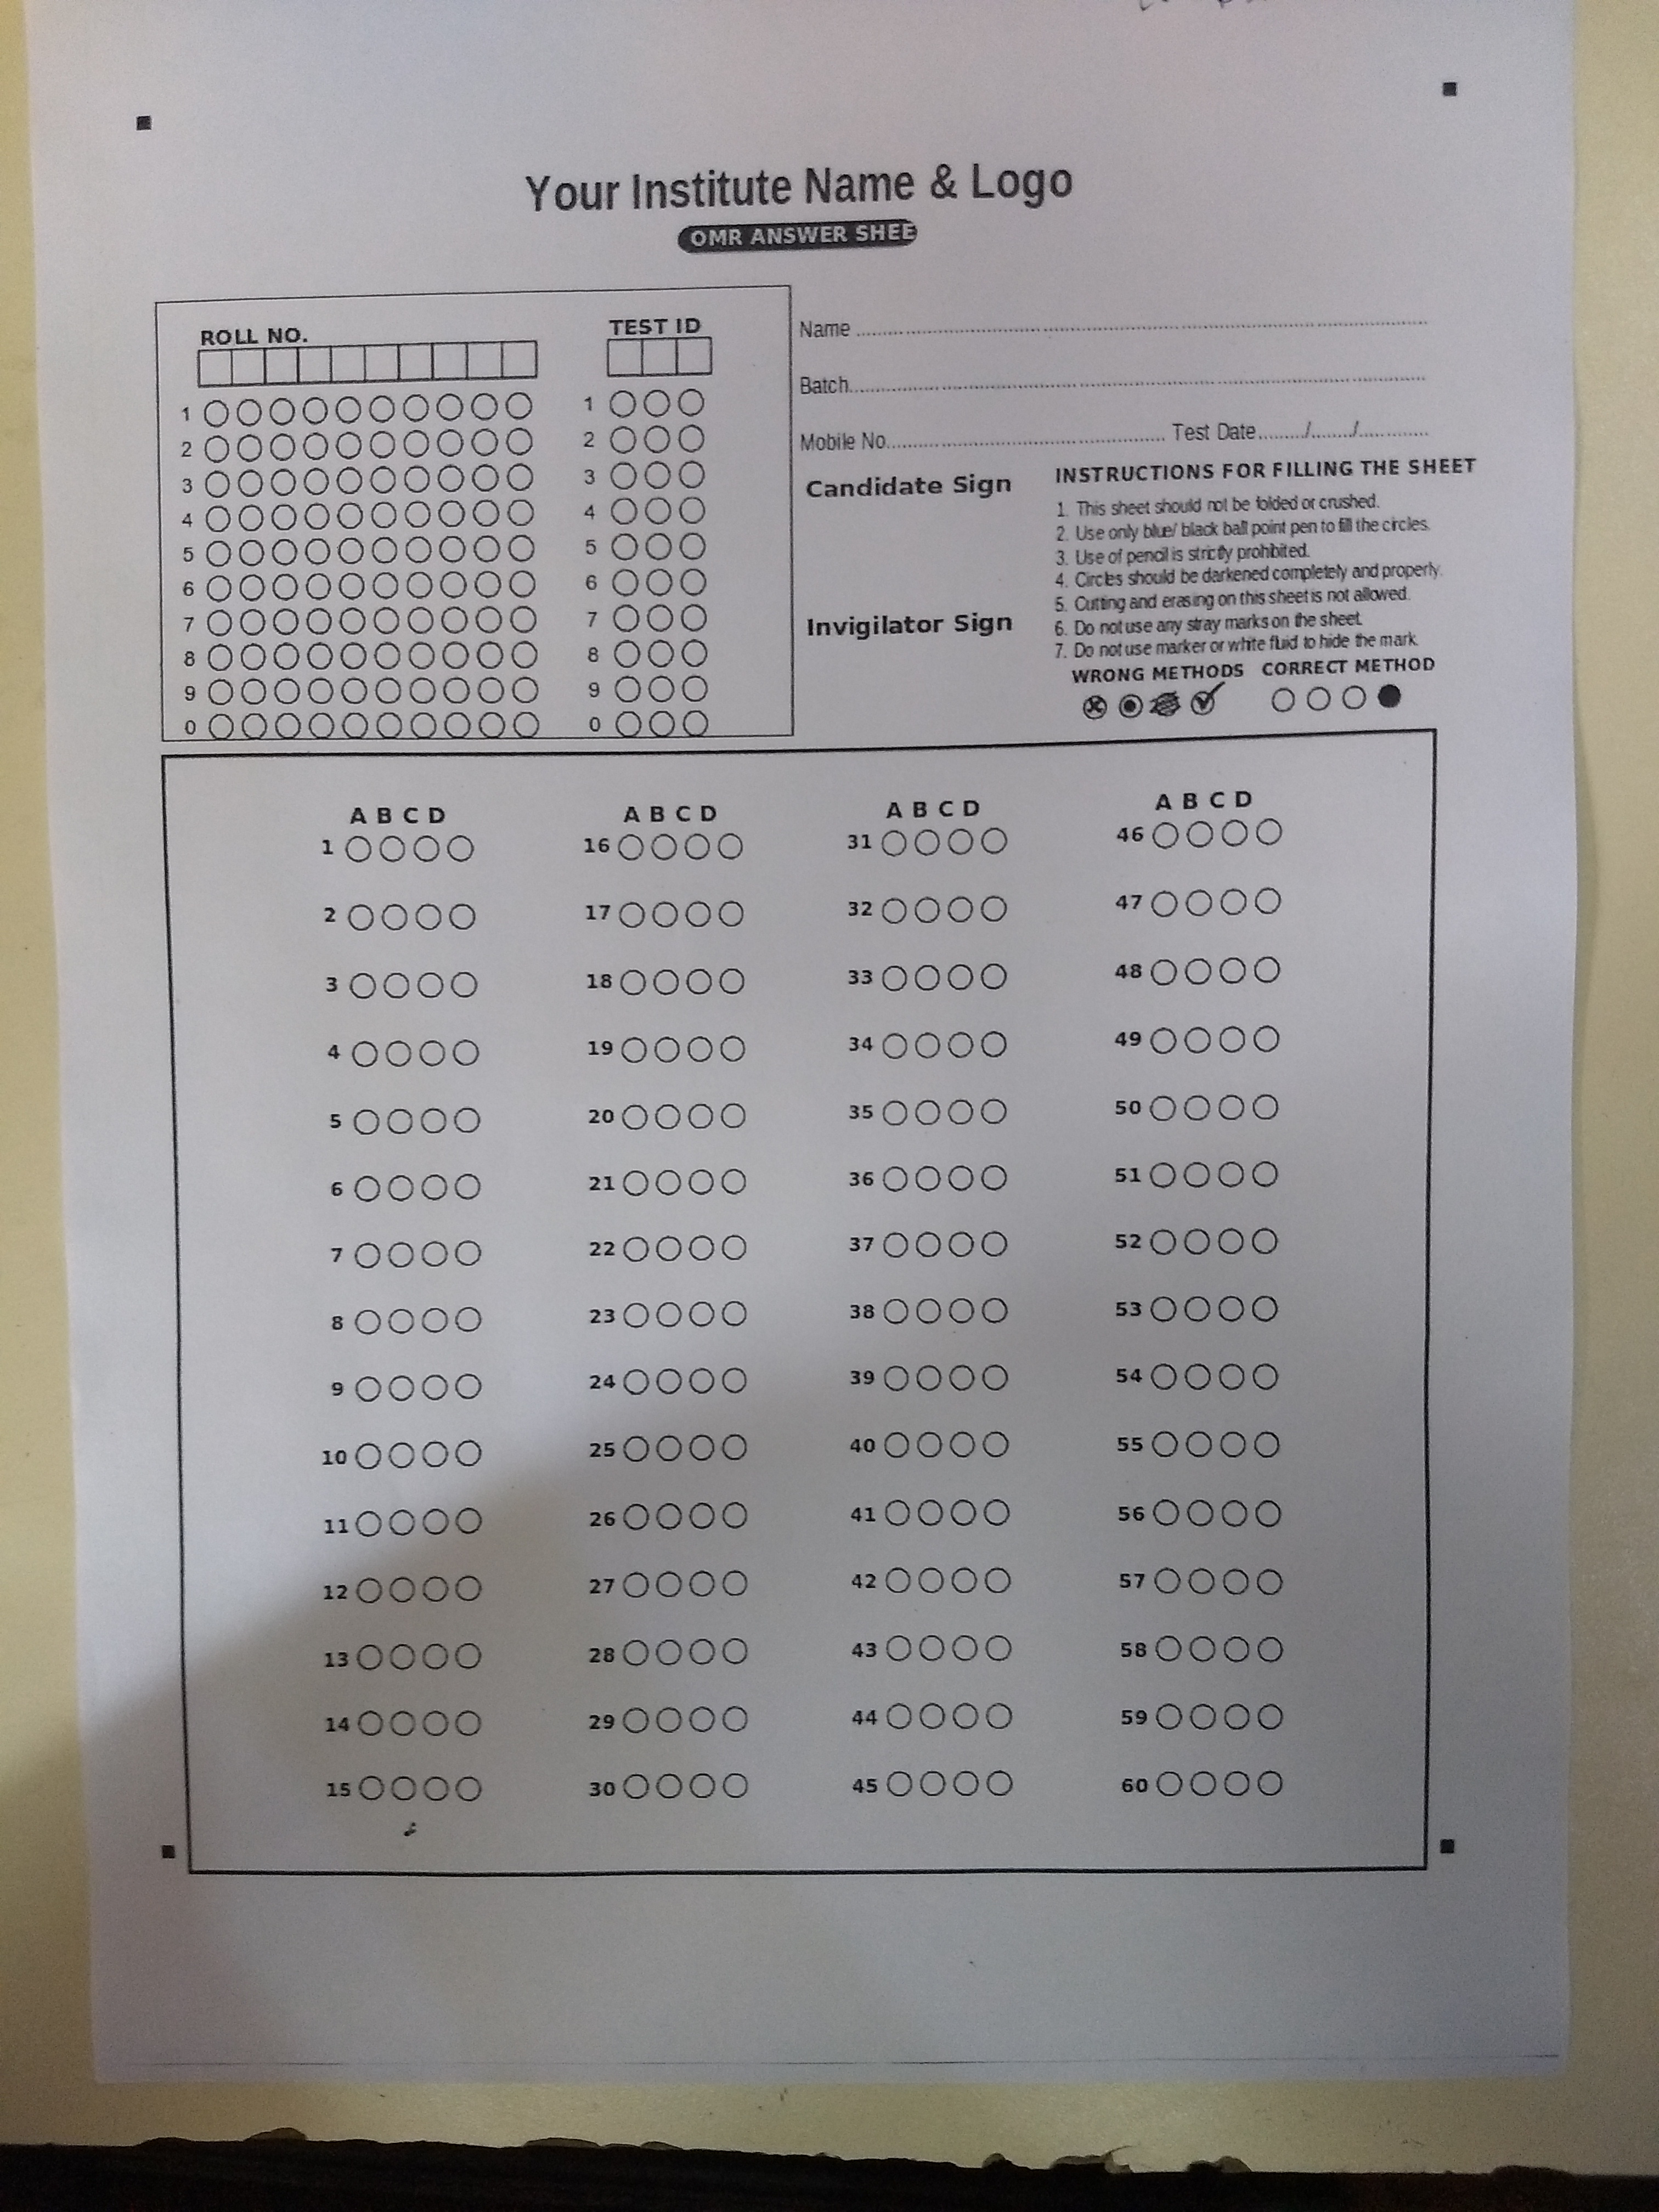 Your Institute Name & Logo
OMR ANSWER SHEE
ROLL NO.
TEST ID
1 1
2 2
3 3
4 4
5 5
6 6
7 7
8 8
9 9
0 0
Name
Batch
Mobile No. Test Date / /
Candidate Sign
Invigilator Sign
INSTRUCTIONS FOR FILLING THE SHEET
1. This sheet should not be folded or crushed.
2. Use only blue/ black ball point pen to fill the circles.
3. Use of pencil is strictly prohibited.
4. Circles should be darkened completely and properly.
5. Cutting and erasing on this sheet is not allowed.
6. Do not use any stray marks on the sheet.
7. Do not use marker or white fluid to hide the mark.
WRONG METHODS CORRECT METHOD
A B C D A B C D A B C D A B C D
1 16 31 46
2 17 32 47
3 18 33 48
4 19 34 49
5 20 35 50
6 21 36 51
7 22 37 52
8 23 38 53
9 24 39 54
10 25 40 55
11 26 41 56
12 27 42 57
13 28 43 58
14 29 44 59
15 30 45 60